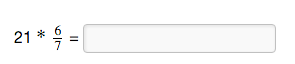 21 * 6/7 =